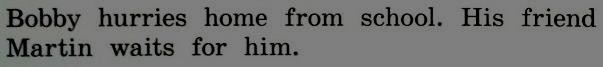 Bobby hurries home from school. His friend
Martin waits for him.